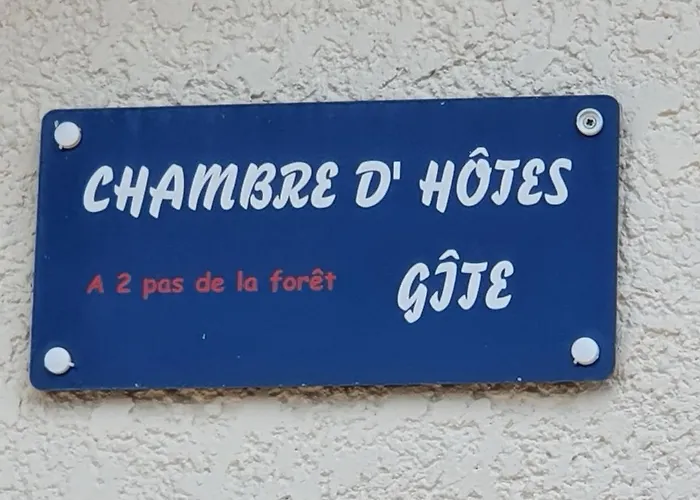 CHAMBRE D' HÔTES
A 2 pas de la forêt
GÎTE